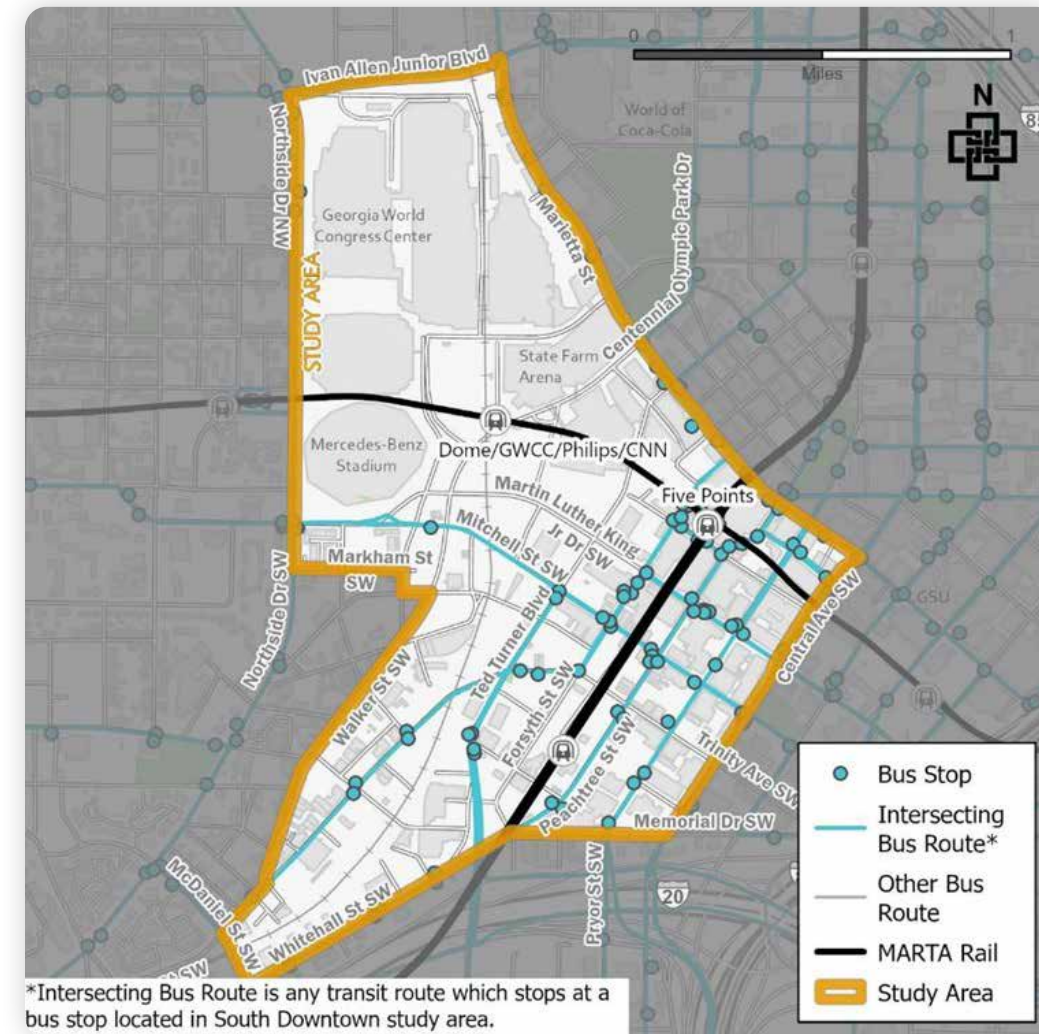 0
1
Miles
N
85
Ivan Allen Junior Blvd
World of
Coca-Cola
Northside Dr NW
Georgia World
Congress Center
Marietta St
Centennial Olympic Park Dr
STUDY AREA
State Farm
Arena
Mercedes-Benz
Stadium
Dome/GWCC/Philips/CNN
Five Points
Martin Luther King
Jr Dr SW
Mitchell St SW
Markham St
SW
GSU
Central Ave SW
Northside Dr SW
Ted Turner Blvd
Walker St SW
Forsyth St SW
Peachtree St SW
Trinity Ave SW
Memorial Dr SW
McDaniel St SW
Whitehall St SW
Pryor St SW
20
St SW
Bus Stop
Intersecting
Bus Route*
Other Bus
Route
MARTA Rail
Study Area
*Intersecting Bus Route is any transit route which stops at a
bus stop located in South Downtown study area.